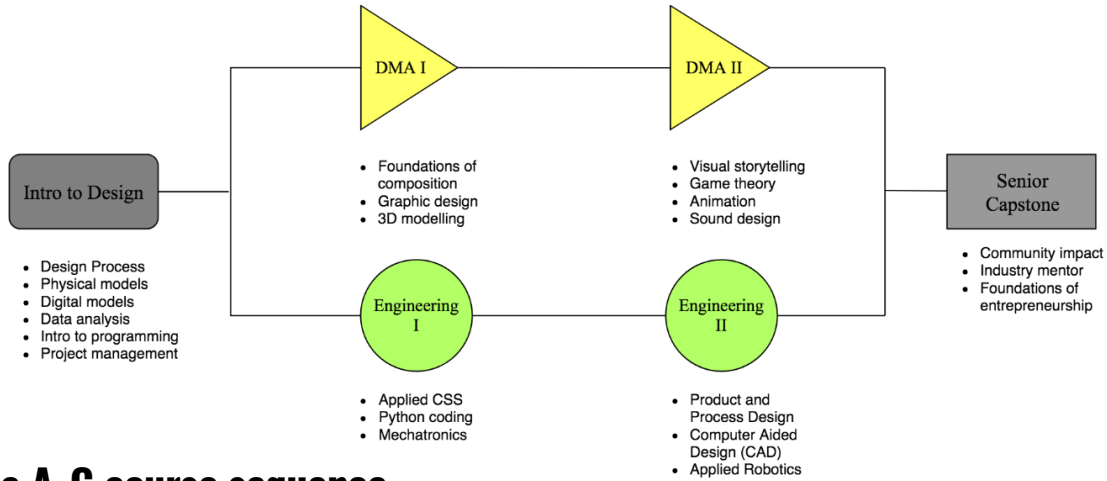 DMA I
DMA II
Intro to Design
Senior
Capstone
• Foundations of
composition
• Graphic design
• 3D modelling
• Visual storytelling
• Game theory
• Animation
• Sound design
• Design Process
• Physical models
• Digital models
• Data analysis
• Intro to programming
• Project management
• Community impact
• Industry mentor
• Foundations of
entrepreneurship
Engineering
I
Engineering
II
• Applied CSS
• Python coding
• Mechatronics
• Product and
Process Design
• Computer Aided
Design (CAD)
• Applied Robotics
A-G course sequence